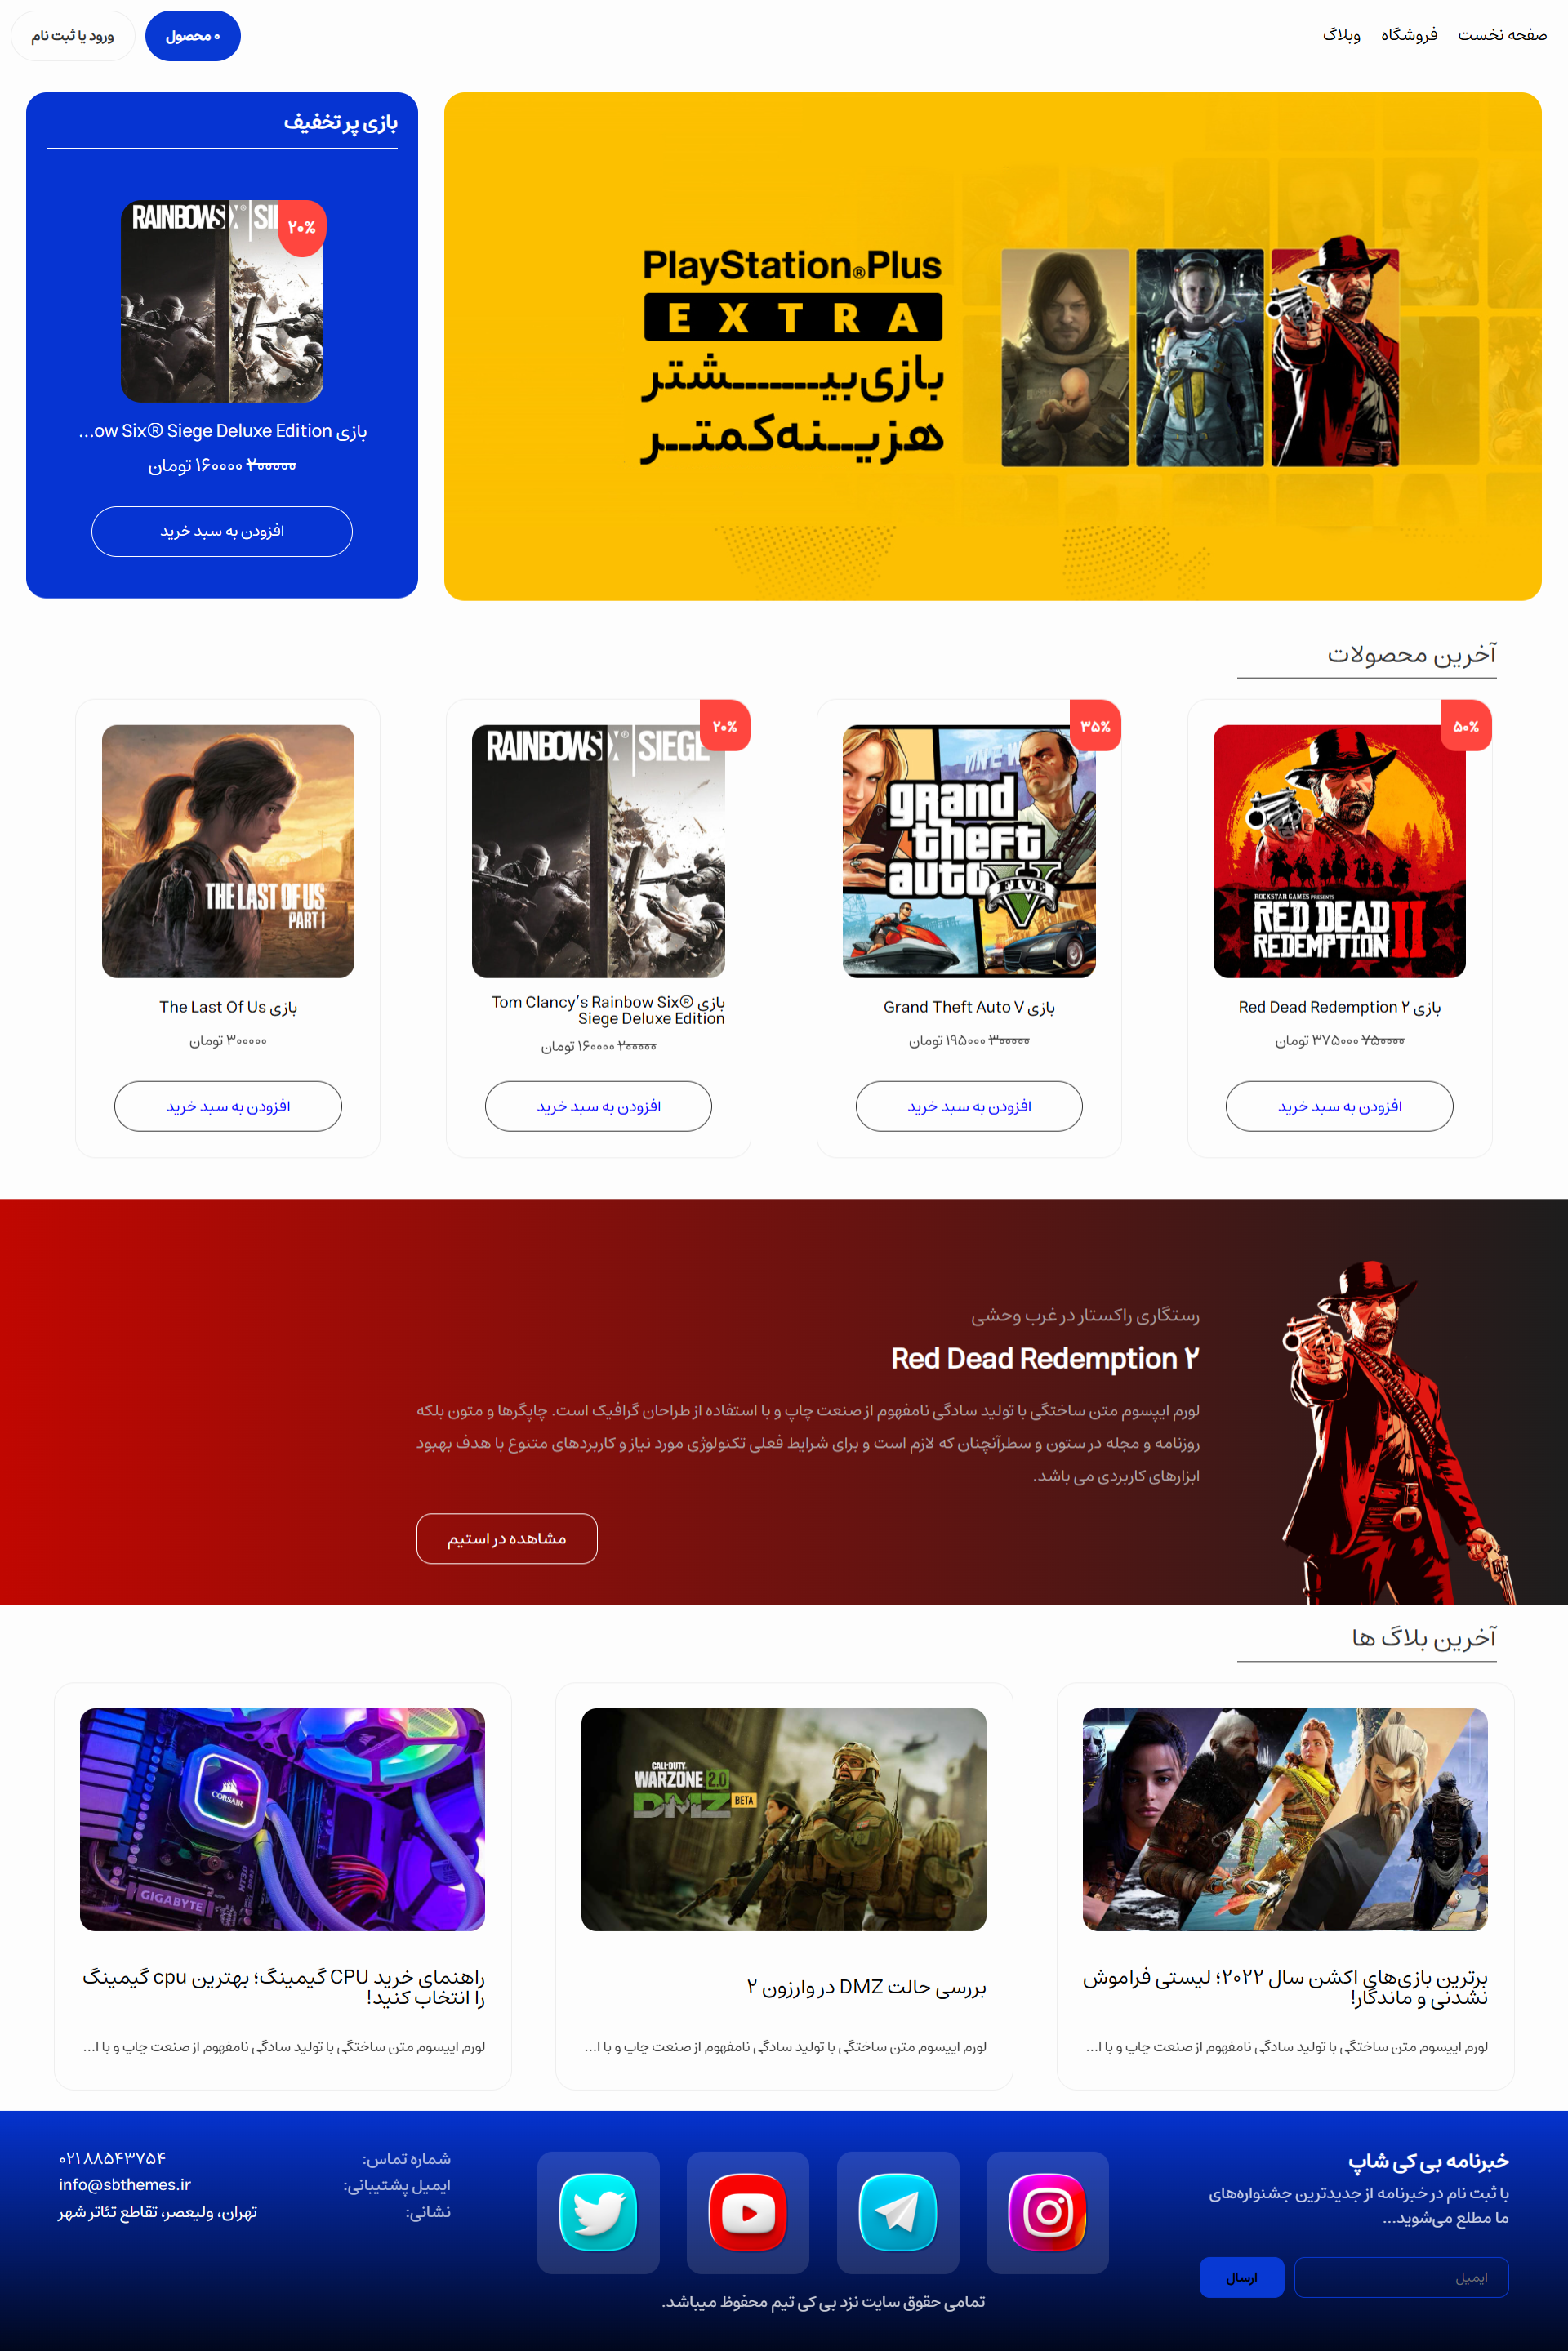 صفحه نخست
فروشگاه
وبلاگ
۰ محصول
ورود یا ثبت نام
PlayStation®Plus
EXTRA
بازی‌بیـــــــشتر
هزیـــنه‌کمتــر
بازی پر تخفیف
RAINBOWSIX® | SI
۲۰%
بازی ow Six® Siege Deluxe Edition...
۲۰۰۰۰۰ ۱۶۰۰۰۰ تومان
افزودن به سبد خرید
آخرین محصولات
۵۰%
ROCKSTAR GAMES PRESENTS
RED DEAD
REDEMPTION II
بازی Red Dead Redemption ۲
۷۵۰۰۰۰ ۳۷۵۰۰۰ تومان
افزودن به سبد خرید
۳۵%
grand
theft
auto V
FIVE
بازی Grand Theft Auto V
۳۰۰۰۰۰ ۱۹۵۰۰۰ تومان
افزودن به سبد خرید
۲۰%
RAINBOWSIX® | SIEGE
بازی Tom Clancy’s Rainbow Six®
Siege Deluxe Edition
۲۰۰۰۰۰ ۱۶۰۰۰۰ تومان
افزودن به سبد خرید
THE LAST OF US
PART I
بازی The Last Of Us
۳۰۰۰۰۰ تومان
افزودن به سبد خرید
رستگاری راکستار در غرب وحشی
Red Dead Redemption ۲
لورم ایپسوم متن ساختگی با تولید سادگی نامفهوم از صنعت چاپ و با استفاده از طراحان گرافیک است. چاپگرها و متون بلکه
روزنامه و مجله در ستون و سطرآنچنان که لازم است و برای شرایط فعلی تکنولوژی مورد نیاز و کاربردهای متنوع با هدف بهبود
ابزارهای کاربردی می باشد.
مشاهده در استیم
آخرین بلاگ ها
برترین بازی‌های اکشن سال ۲۰۲۲؛ لیستی فراموش
نشدنی و ماندگار!
لورم ایپسوم متن ساختگی با تولید سادگی نامفهوم از صنعت چاپ و با ا...
CALL·DUTY
WARZONE 2.0
DMZ BETA
بررسی حالت DMZ در وارزون ۲
لورم ایپسوم متن ساختگی با تولید سادگی نامفهوم از صنعت چاپ و با ا...
CORSAIR
GIGABYTE
راهنمای خرید CPU گیمینگ؛ بهترین cpu گیمینگ
را انتخاب کنید!
لورم ایپسوم متن ساختگی با تولید سادگی نامفهوم از صنعت چاپ و با ا...
خبرنامه بی کی شاپ
با ثبت نام در خبرنامه از جدیدترین جشنواره‌های
ما مطلع می‌شوید...
ایمیل
ارسال
تمامی حقوق سایت نزد بی کی تیم محفوظ میباشد.
شماره تماس: ۰۲۱۸۸۵۴۳۷۵۴
ایمیل پشتیبانی: info@sbthemes.ir
نشانی: تهران، ولیعصر، تقاطع تئاتر شهر